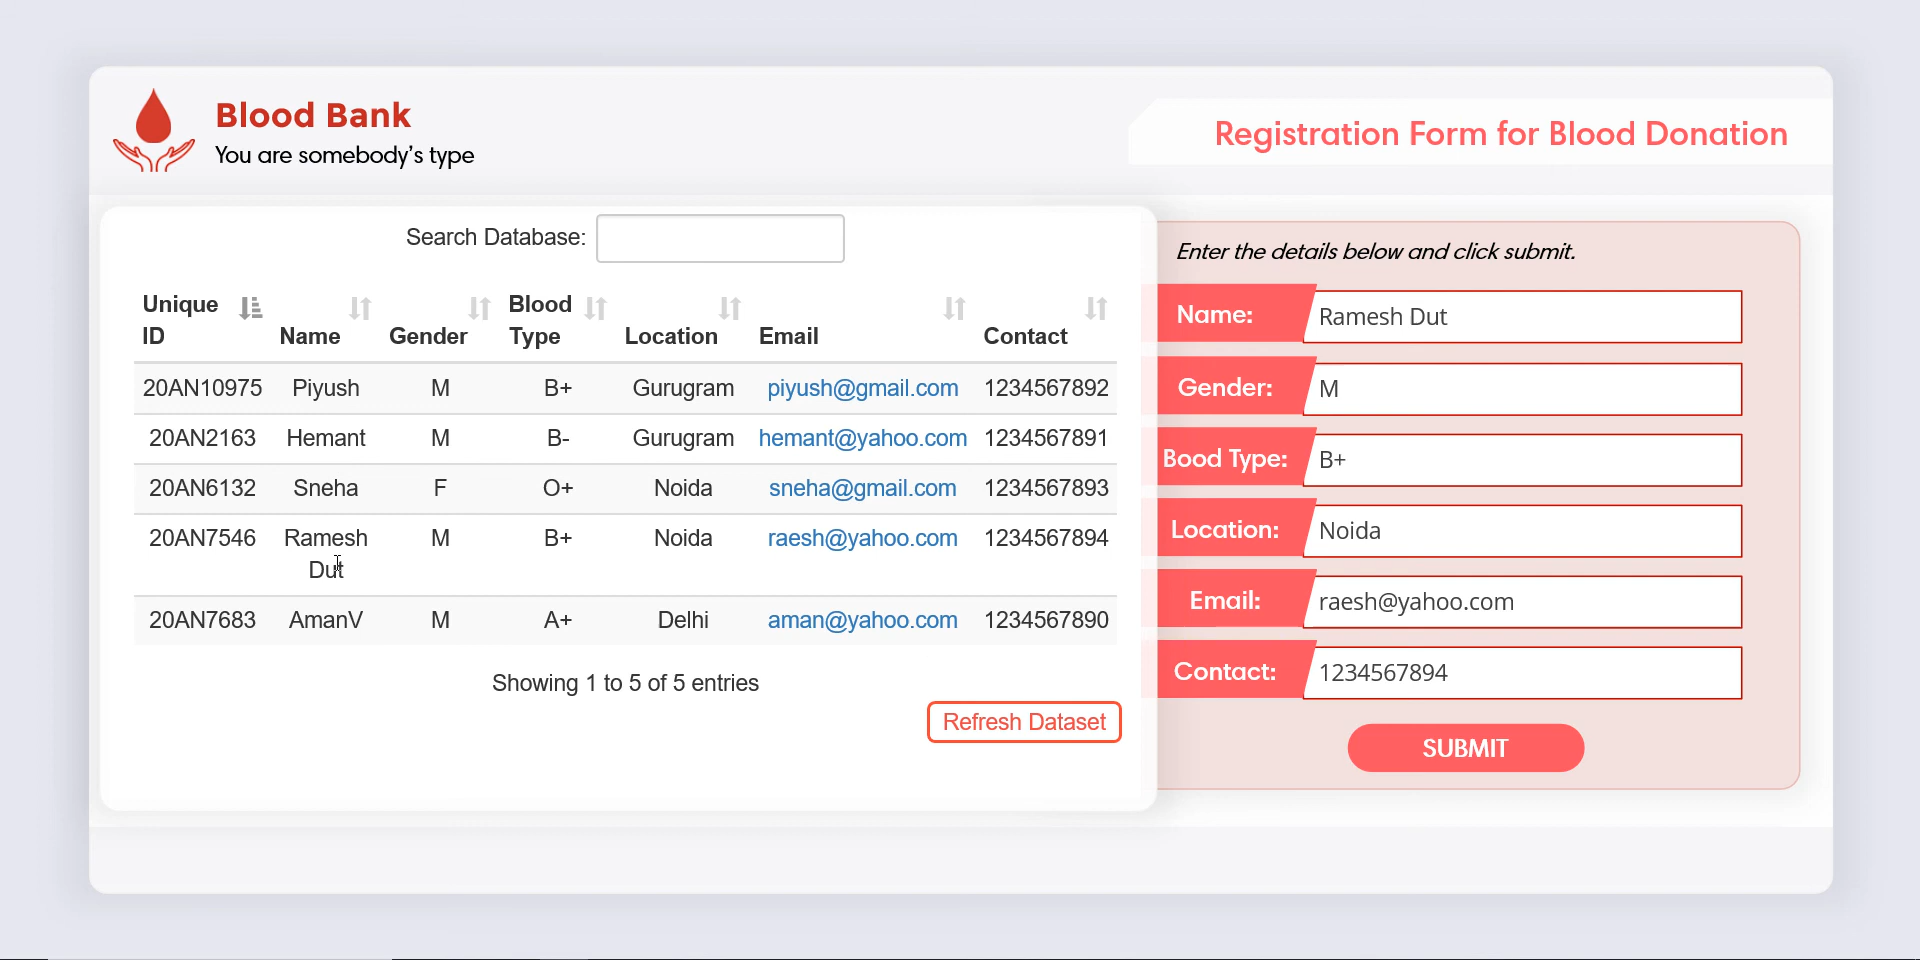 Blood Bank
You are somebody's type
Registration Form for Blood Donation
Search Database:
Unique ID Name Gender Blood Type Location Email Contact
20AN10975 Piyush M B+ Gurugram piyush@gmail.com 1234567892
20AN2163 Hemant M B- Gurugram hemant@yahoo.com 1234567891
20AN6132 Sneha F O+ Noida sneha@gmail.com 1234567893
20AN7546 Ramesh Dut M B+ Noida raesh@yahoo.com 1234567894
20AN7683 AmanV M A+ Delhi aman@yahoo.com 1234567890
Showing 1 to 5 of 5 entries
Refresh Dataset
Enter the details below and click submit.
Name: Ramesh Dut
Gender: M
Bood Type: B+
Location: Noida
Email: raesh@yahoo.com
Contact: 1234567894
SUBMIT